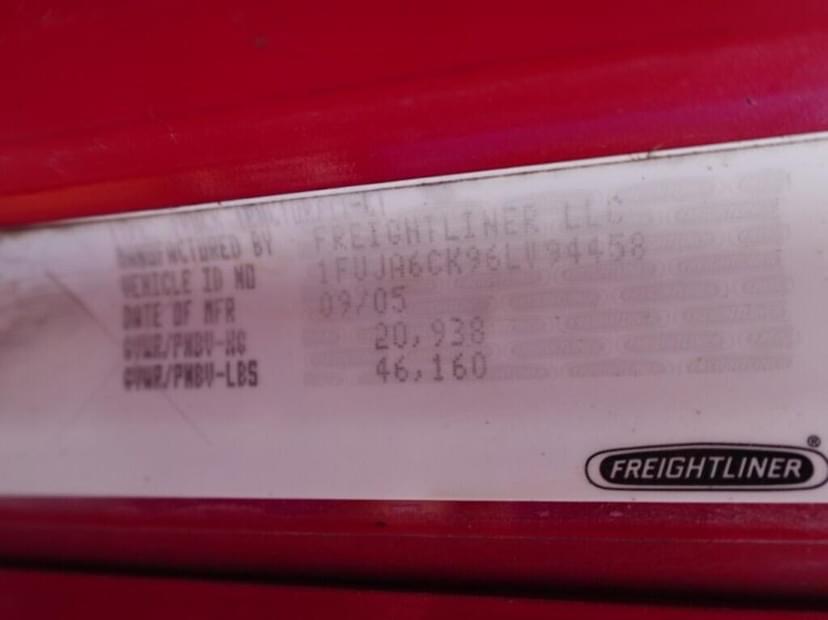 MANUFACTURED BY FREIGHTLINER LLC
VEHICLE ID NO 1FUJA6CK96LV94458
DATE OF MFR 09/05
GVWR/PNBV-KG 20,938
GVWR/PNBV-LBS 46,160
FREIGHTLINER®